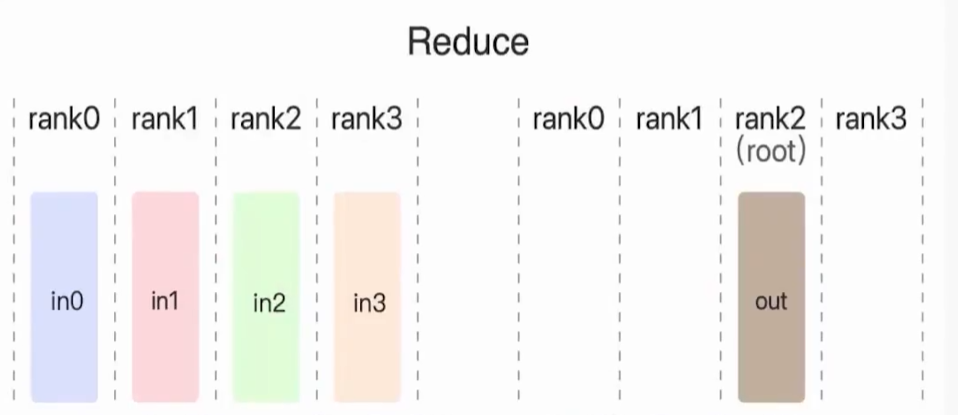 Reduce
rank0 rank1 rank2 rank3 rank0 rank1 rank2 rank3
(root)
in0 in1 in2 in3 out